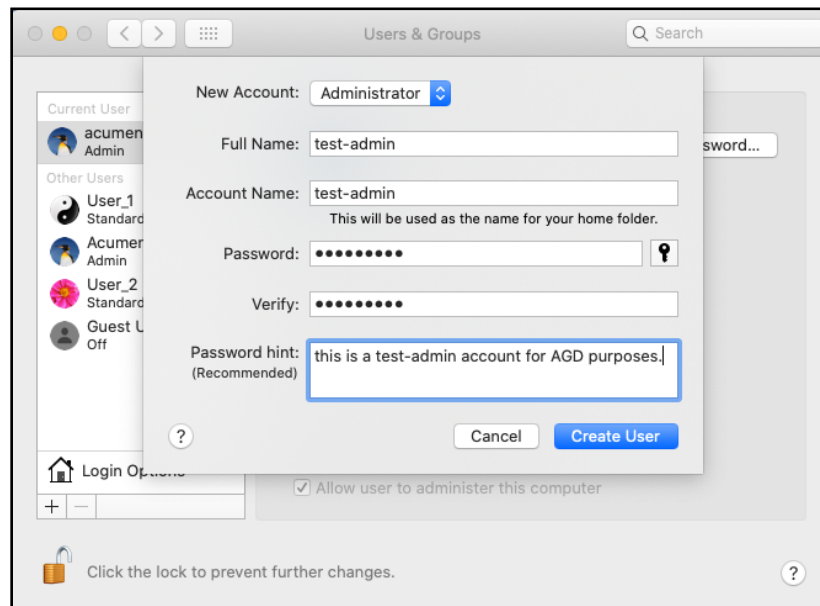 Users & Groups
Search
New Account: Administrator
Current User
acumen
Admin
Full Name: test-admin
sword...
Other Users
User_1
Standard
Account Name: test-admin
This will be used as the name for your home folder.
Acumen
Admin
Password: •••••••••
User_2
Standard
Verify: •••••••••
Guest U
Off
Password hint: this is a test-admin account for AGD purposes.
(Recommended)
?
Cancel
Create User
Login Options
Allow user to administer this computer
+ −
Click the lock to prevent further changes.
?